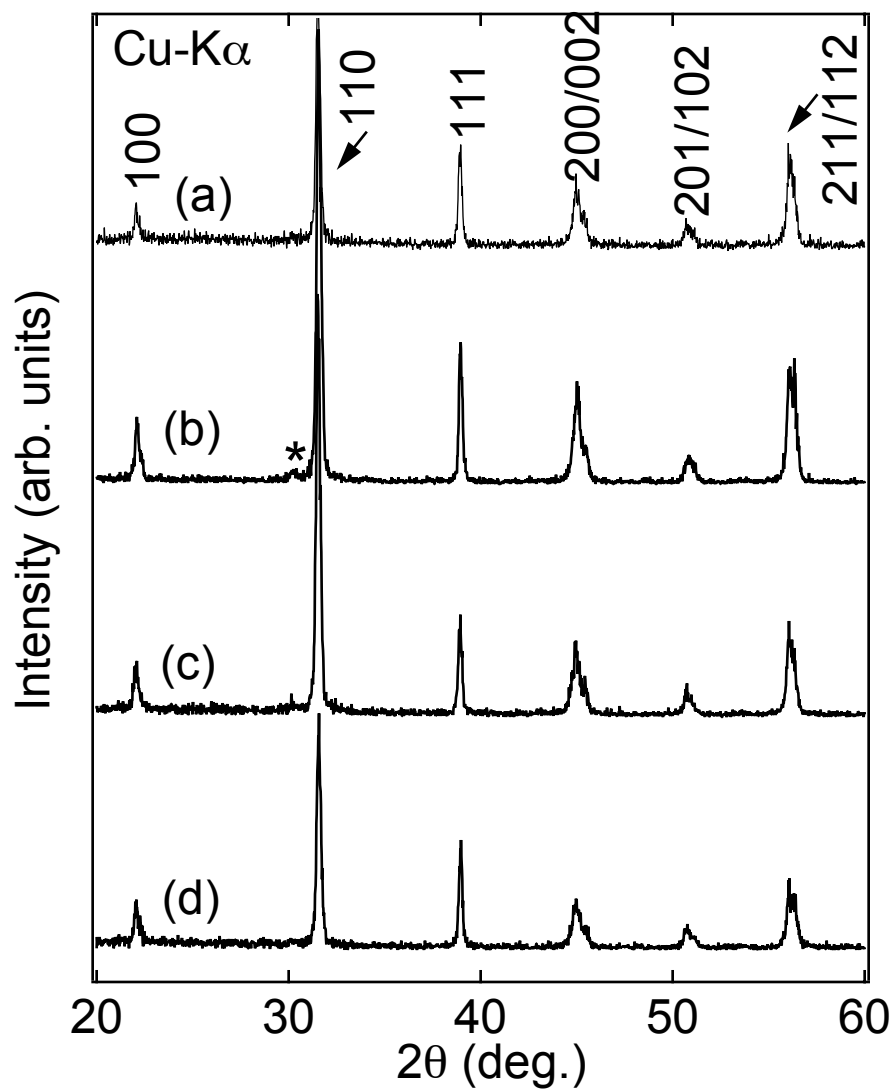 Cu-Kα
100
110
111
200/002
201/102
211/112
(a)
(b)
*
(c)
(d)
Intensity (arb. units)
20
30
40
50
60
2θ (deg.)